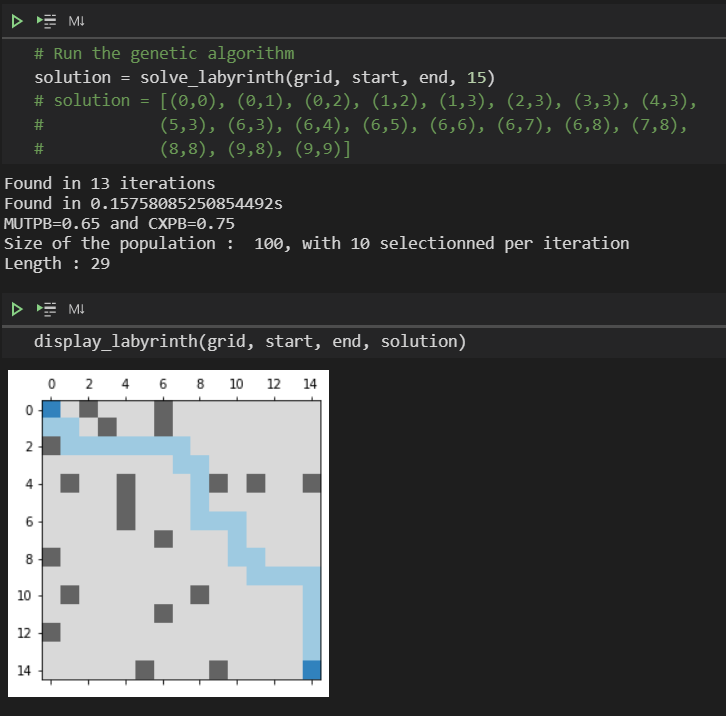 M↓
# Run the genetic algorithm
solution = solve_labyrinth(grid, start, end, 15)
# solution = [(0,0), (0,1), (0,2), (1,2), (1,3), (2,3), (3,3), (4,3),
#            (5,3), (6,3), (6,4), (6,5), (6,6), (6,7), (6,8), (7,8),
#            (8,8), (9,8), (9,9)]
Found in 13 iterations
Found in 0.15758085250854492s
MUTPB=0.65 and CXPB=0.75
Size of the population :  100, with 10 selectionned per iteration
Length : 29
M↓
display_labyrinth(grid, start, end, solution)
0 2 4 6 8 10 12 14
0
2
4
6
8
10
12
14